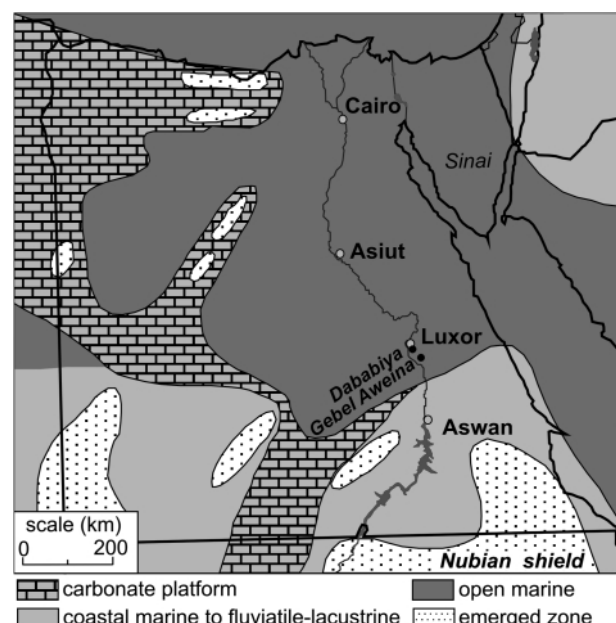 Cairo
Sinai
Asiut
Luxor
Dababiya
Gebel Aweina
Aswan
scale (km)
0 200
Nubian shield
carbonate platform
open marine
coastal marine to fluviatile-lacustrine
emerged zone